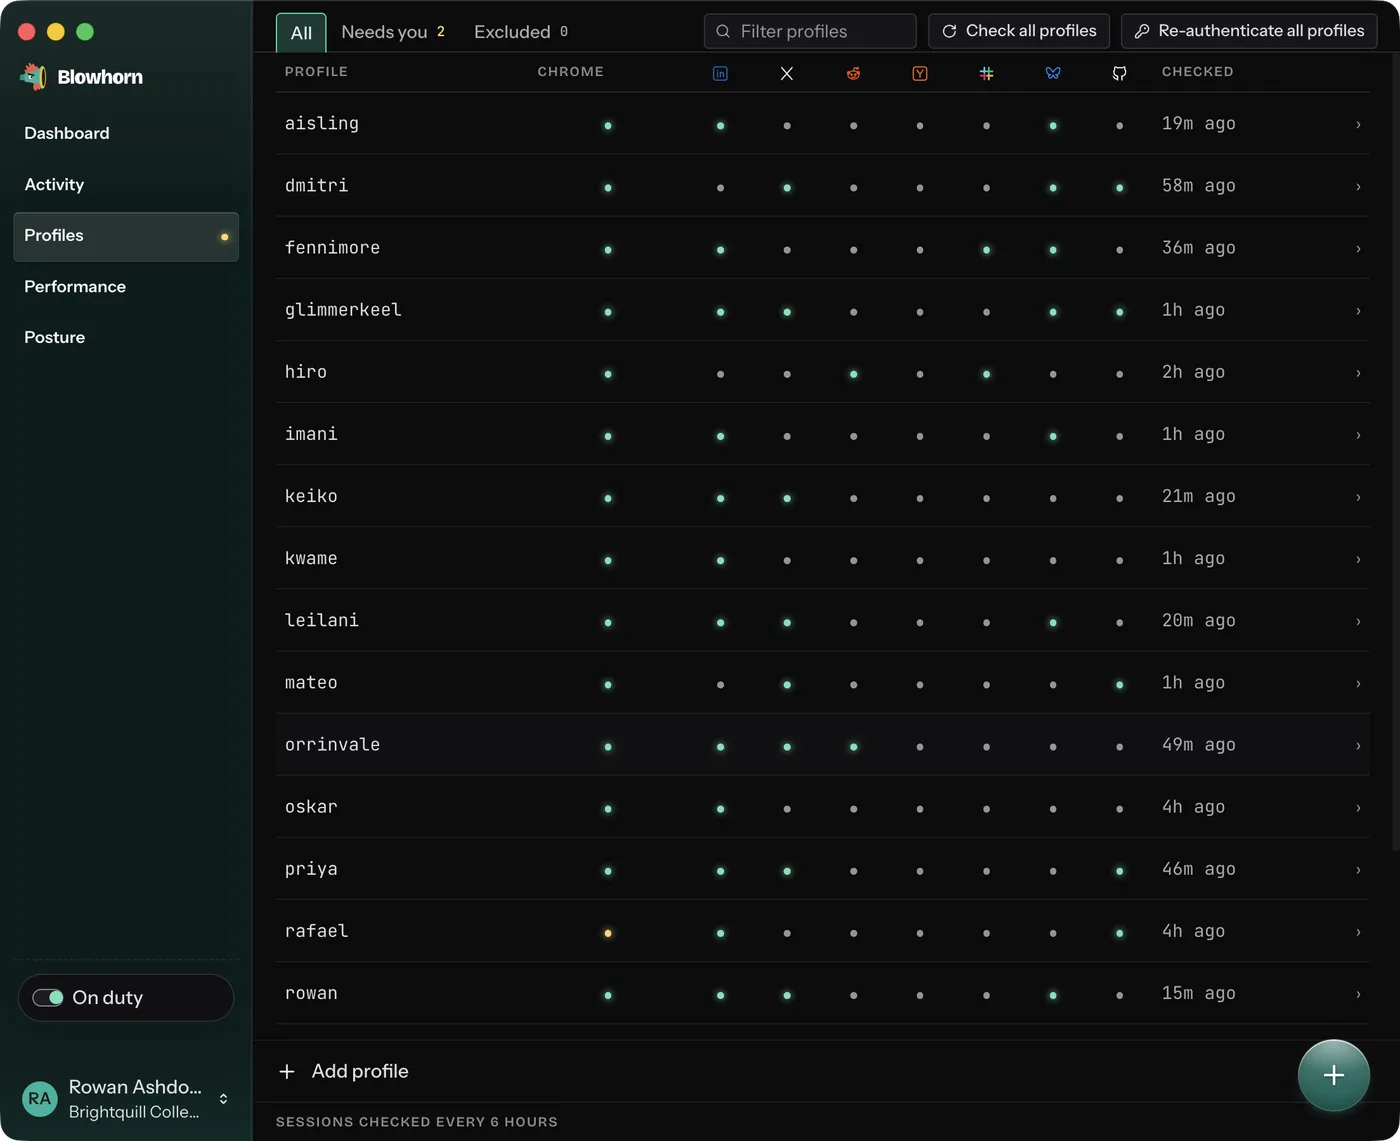 All
Needs you 2
Excluded 0
Filter profiles
Check all profiles
Re-authenticate all profiles
Blowhorn
Dashboard
Activity
Profiles
Performance
Posture
PROFILE CHROME in Y CHECKED
aisling 19m ago
dmitri 58m ago
fennimore 36m ago
glimmerkeel 1h ago
hiro 2h ago
imani 1h ago
keiko 21m ago
kwame 1h ago
leilani 20m ago
mateo 1h ago
orrinvale 49m ago
oskar 4h ago
priya 46m ago
rafael 4h ago
rowan 15m ago
On duty
RA
Rowan Ashdo...
Brightquill Colle...
+ Add profile
+
SESSIONS CHECKED EVERY 6 HOURS